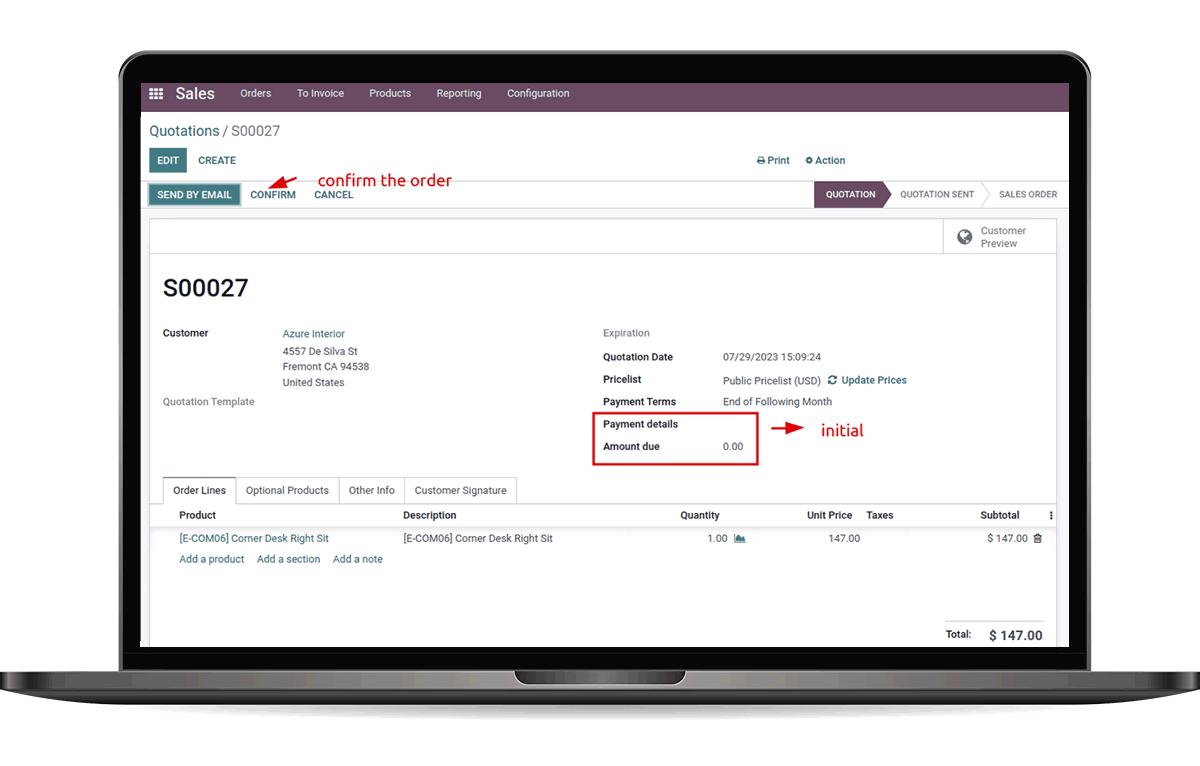 Sales Orders To Invoice Products Reporting Configuration
Quotations / S00027
EDIT CREATE Print Action
confirm the order
SEND BY EMAIL CONFIRM CANCEL QUOTATION QUOTATION SENT SALES ORDER
Customer
Preview
S00027
Customer Azure Interior Expiration
4557 De Silva St
Quotation Date 07/29/2023 15:09:24
Fremont CA 94538
Pricelist Public Pricelist (USD) Update Prices
United States
Quotation Template Payment Terms End of Following Month
Payment details
initial
Amount due 0.00
Order Lines Optional Products Other Info Customer Signature
Product Description Quantity Unit Price Taxes Subtotal
[E-COM06] Corner Desk Right Sit [E-COM06] Corner Desk Right Sit 1.00 147.00 $ 147.00
Add a product Add a section Add a note
Total: $ 147.00